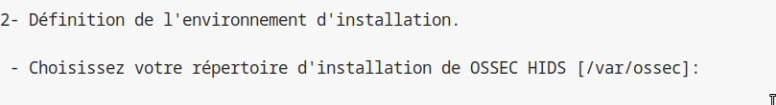 2- Définition de l'environnement d'installation.
- Choisissez votre répertoire d'installation de OSSEC HIDS [/var/ossec]: